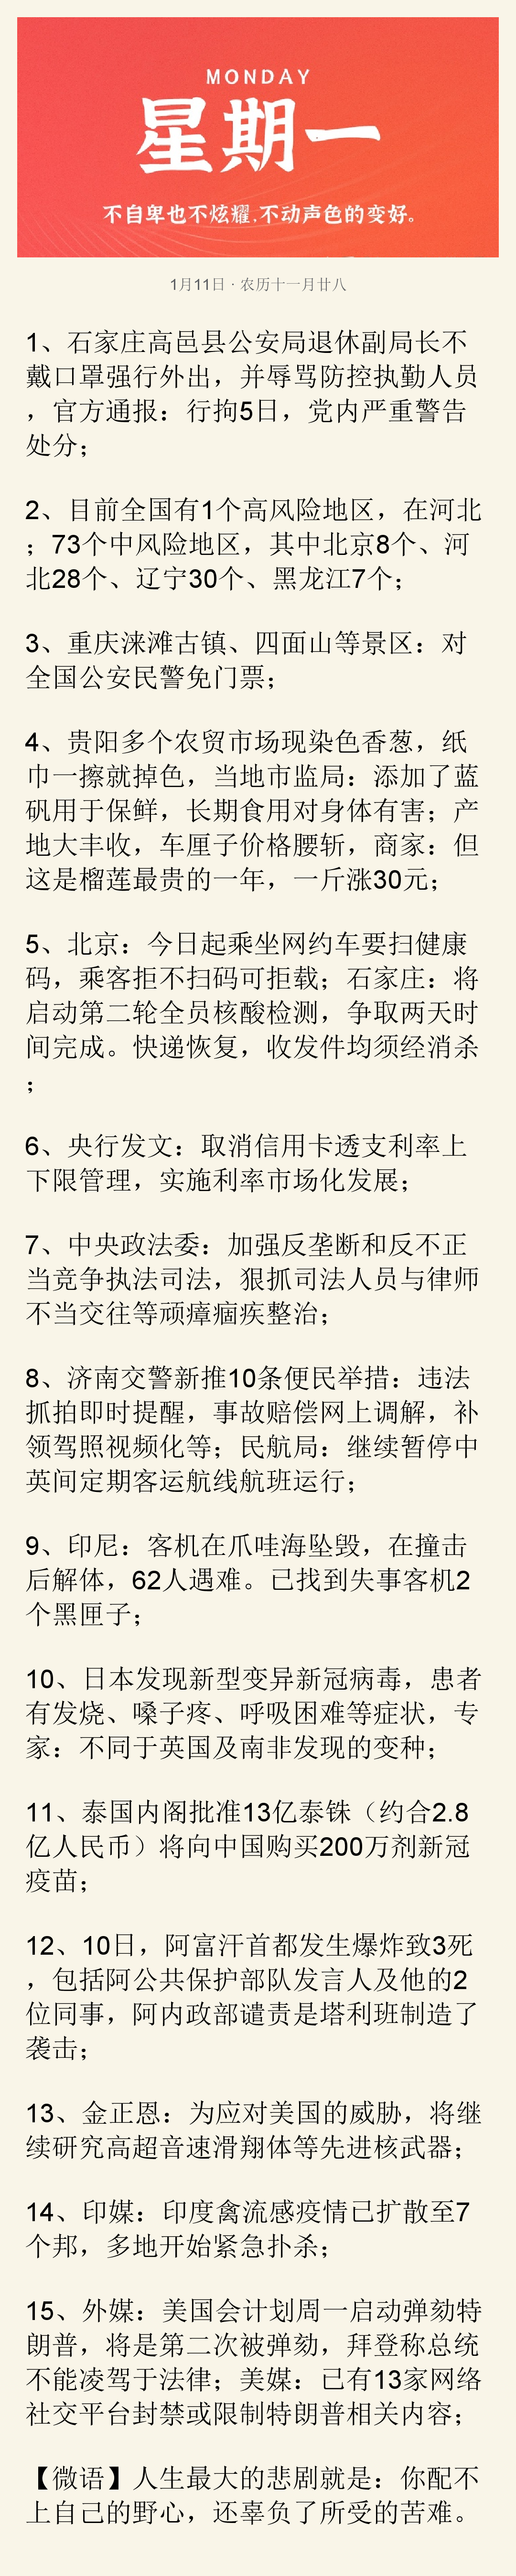 MONDAY
星期一
不自卑也不炫耀,不动声色的变好。
1月11日 · 农历十一月廿八
1、石家庄高邑县公安局退休副局长不
戴口罩强行外出，并辱骂防控执勤人员
，官方通报：行拘5日，党内严重警告
处分；
2、目前全国有1个高风险地区，在河北
；73个中风险地区，其中北京8个、河
北28个、辽宁30个、黑龙江7个；
3、重庆涞滩古镇、四面山等景区：对
全国公安民警免门票；
4、贵阳多个农贸市场现染色香葱，纸
巾一擦就掉色，当地市监局：添加了蓝
矾用于保鲜，长期食用对身体有害；产
地大丰收，车厘子价格腰斩，商家：但
这是榴莲最贵的一年，一斤涨30元；
5、北京：今日起乘坐网约车要扫健康
码，乘客拒不扫码可拒载；石家庄：将
启动第二轮全员核酸检测，争取两天时
间完成。快递恢复，收发件均须经消杀
；
6、央行发文：取消信用卡透支利率上
下限管理，实施利率市场化发展；
7、中央政法委：加强反垄断和反不正
当竞争执法司法，狠抓司法人员与律师
不当交往等顽瘴痼疾整治；
8、济南交警新推10条便民举措：违法
抓拍即时提醒，事故赔偿网上调解，补
领驾照视频化等；民航局：继续暂停中
英间定期客运航线航班运行；
9、印尼：客机在爪哇海坠毁，在撞击
后解体，62人遇难。已找到失事客机2
个黑匣子；
10、日本发现新型变异新冠病毒，患者
有发烧、嗓子疼、呼吸困难等症状，专
家：不同于英国及南非发现的变种；
11、泰国内阁批准13亿泰铢（约合2.8
亿人民币）将向中国购买200万剂新冠
疫苗；
12、10日，阿富汗首都发生爆炸致3死
，包括阿公共保护部队发言人及他的2
位同事，阿内政部谴责是塔利班制造了
袭击；
13、金正恩：为应对美国的威胁，将继
续研究高超音速滑翔体等先进核武器；
14、印媒：印度禽流感疫情已扩散至7
个邦，多地开始紧急扑杀；
15、外媒：美国会计划周一启动弹劾特
朗普，将是第二次被弹劾，拜登称总统
不能凌驾于法律；美媒：已有13家网络
社交平台封禁或限制特朗普相关内容；
【微语】人生最大的悲剧就是：你配不
上自己的野心，还辜负了所受的苦难。